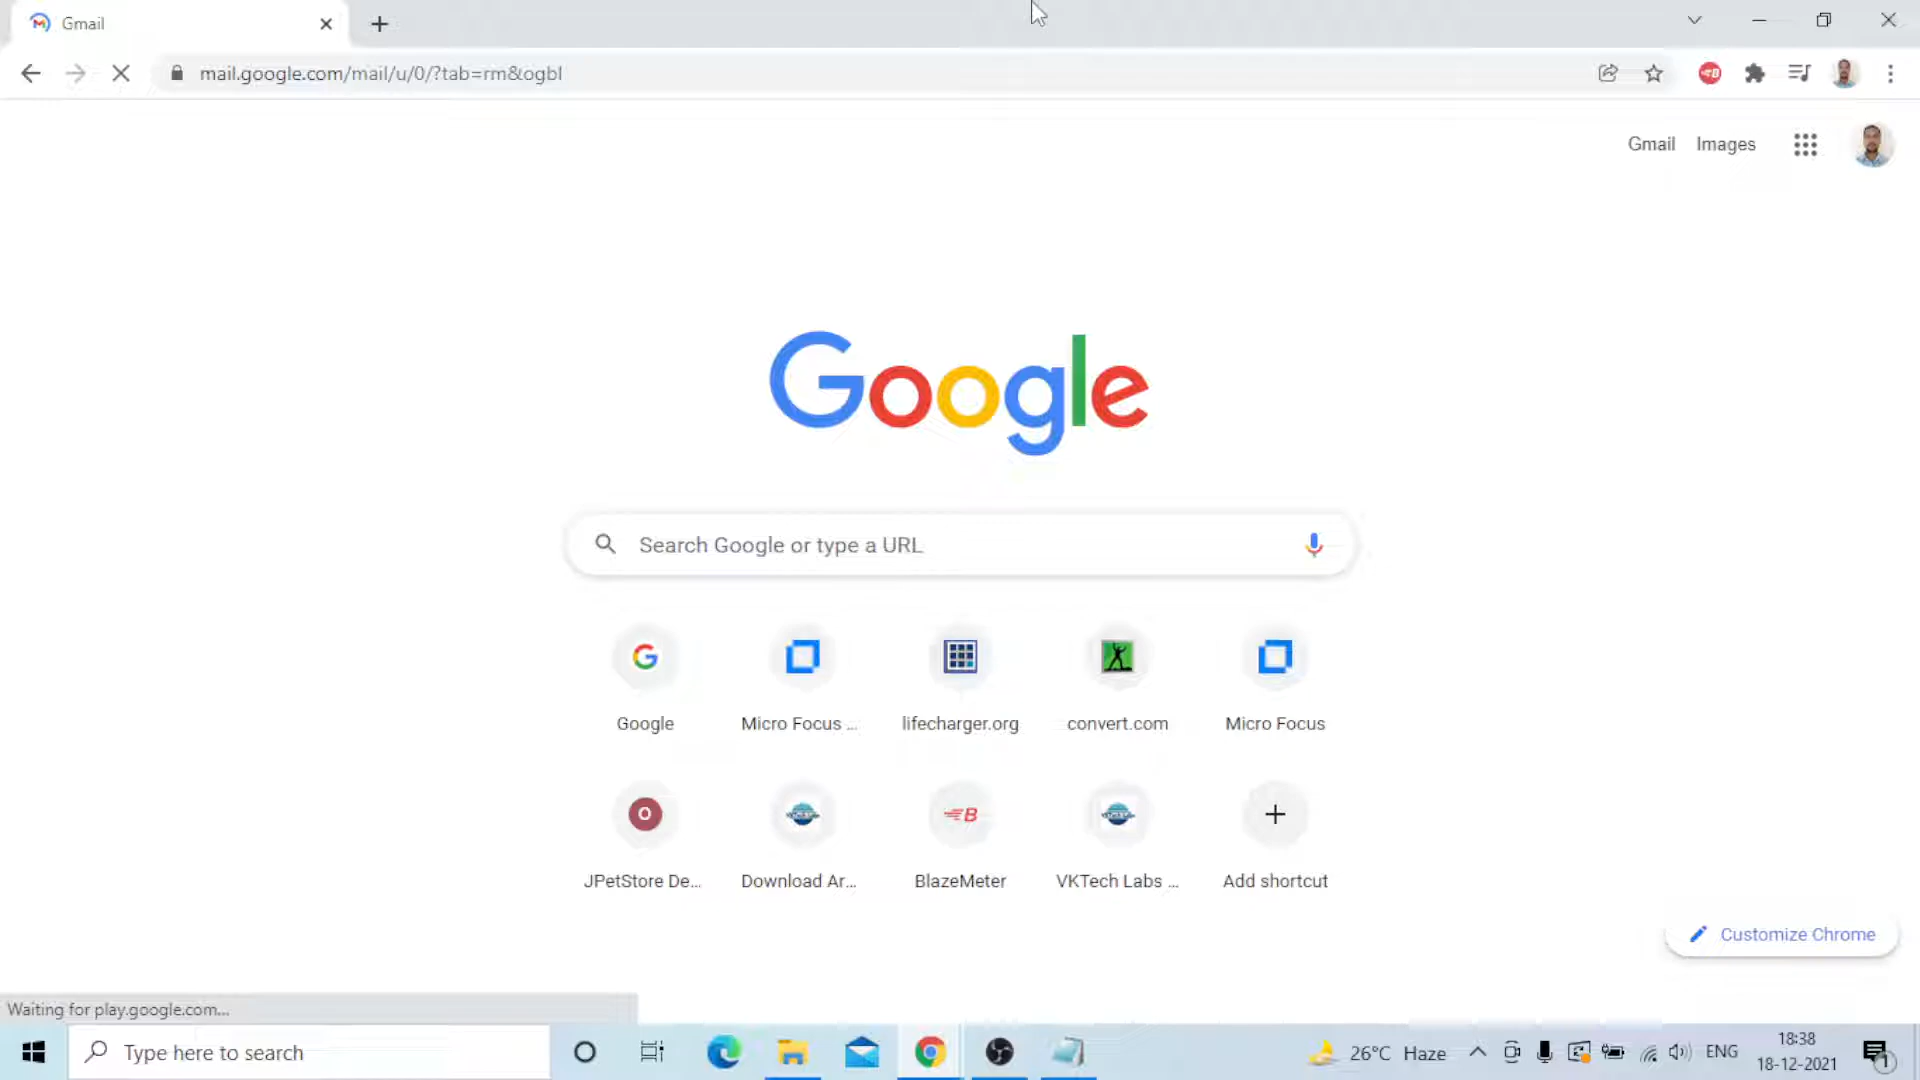 Gmail
mail.google.com/mail/u/0/?tab=rm&ogbl
Gmail Images
Google
Search Google or type a URL
Google Micro Focus ... lifecharger.org convert.com Micro Focus
JPetStore De... Download Ar... BlazeMeter VKTech Labs ... Add shortcut
Customize Chrome
Waiting for play.google.com...
Type here to search
26°C Haze
ENG
18:38
18-12-2021
1